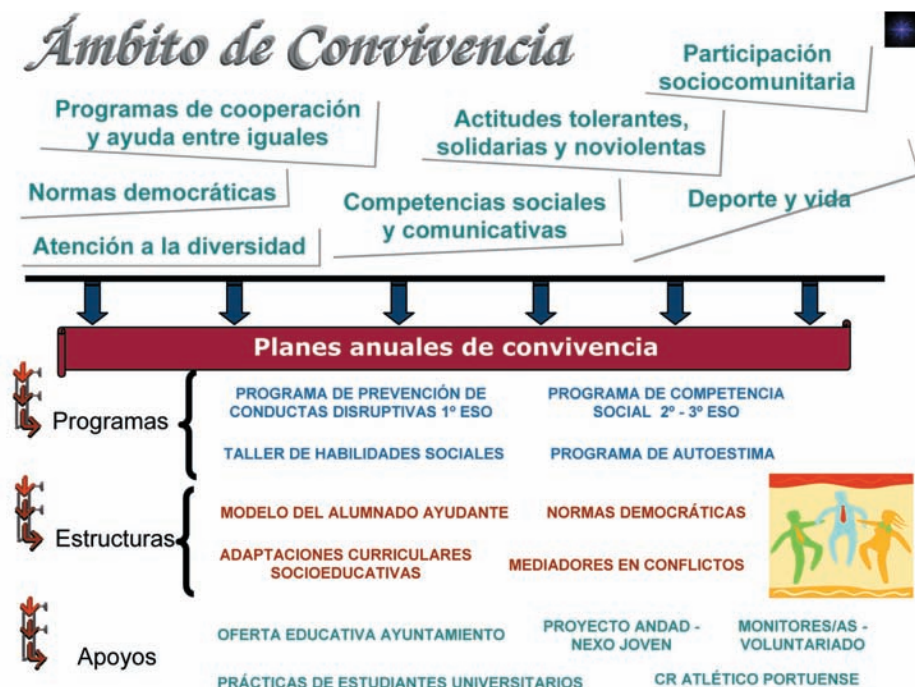 Ámbito de Convivencia
Participación
sociocomunitaria
Programas de cooperación
y ayuda entre iguales
Actitudes tolerantes,
solidarias y noviolentas
Normas democráticas
Competencias sociales
y comunicativas
Deporte y vida
Atención a la diversidad
Planes anuales de convivencia
Programas
PROGRAMA DE PREVENCIÓN DE
CONDUCTAS DISRUPTIVAS 1º ESO
PROGRAMA DE COMPETENCIA
SOCIAL 2º - 3º ESO
TALLER DE HABILIDADES SOCIALES
PROGRAMA DE AUTOESTIMA
Estructuras
MODELO DEL ALUMNADO AYUDANTE
NORMAS DEMOCRÁTICAS
ADAPTACIONES CURRICULARES
SOCIOEDUCATIVAS
MEDIADORES EN CONFLICTOS
Apoyos
OFERTA EDUCATIVA AYUNTAMIENTO
PROYECTO ANDAD -
NEXO JOVEN
MONITORES/AS -
VOLUNTARIADO
PRÁCTICAS DE ESTUDIANTES UNIVERSITARIOS
CR ATLÉTICO PORTUENSE